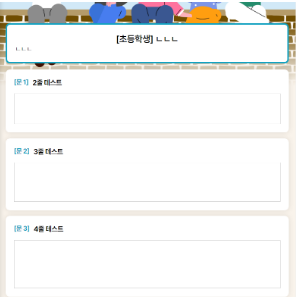 [초등학생] ㄴㄴㄴ
ㄴㄴㄴ
[문1] 2줄 테스트
[문2] 3줄 테스트
[문3] 4줄 테스트